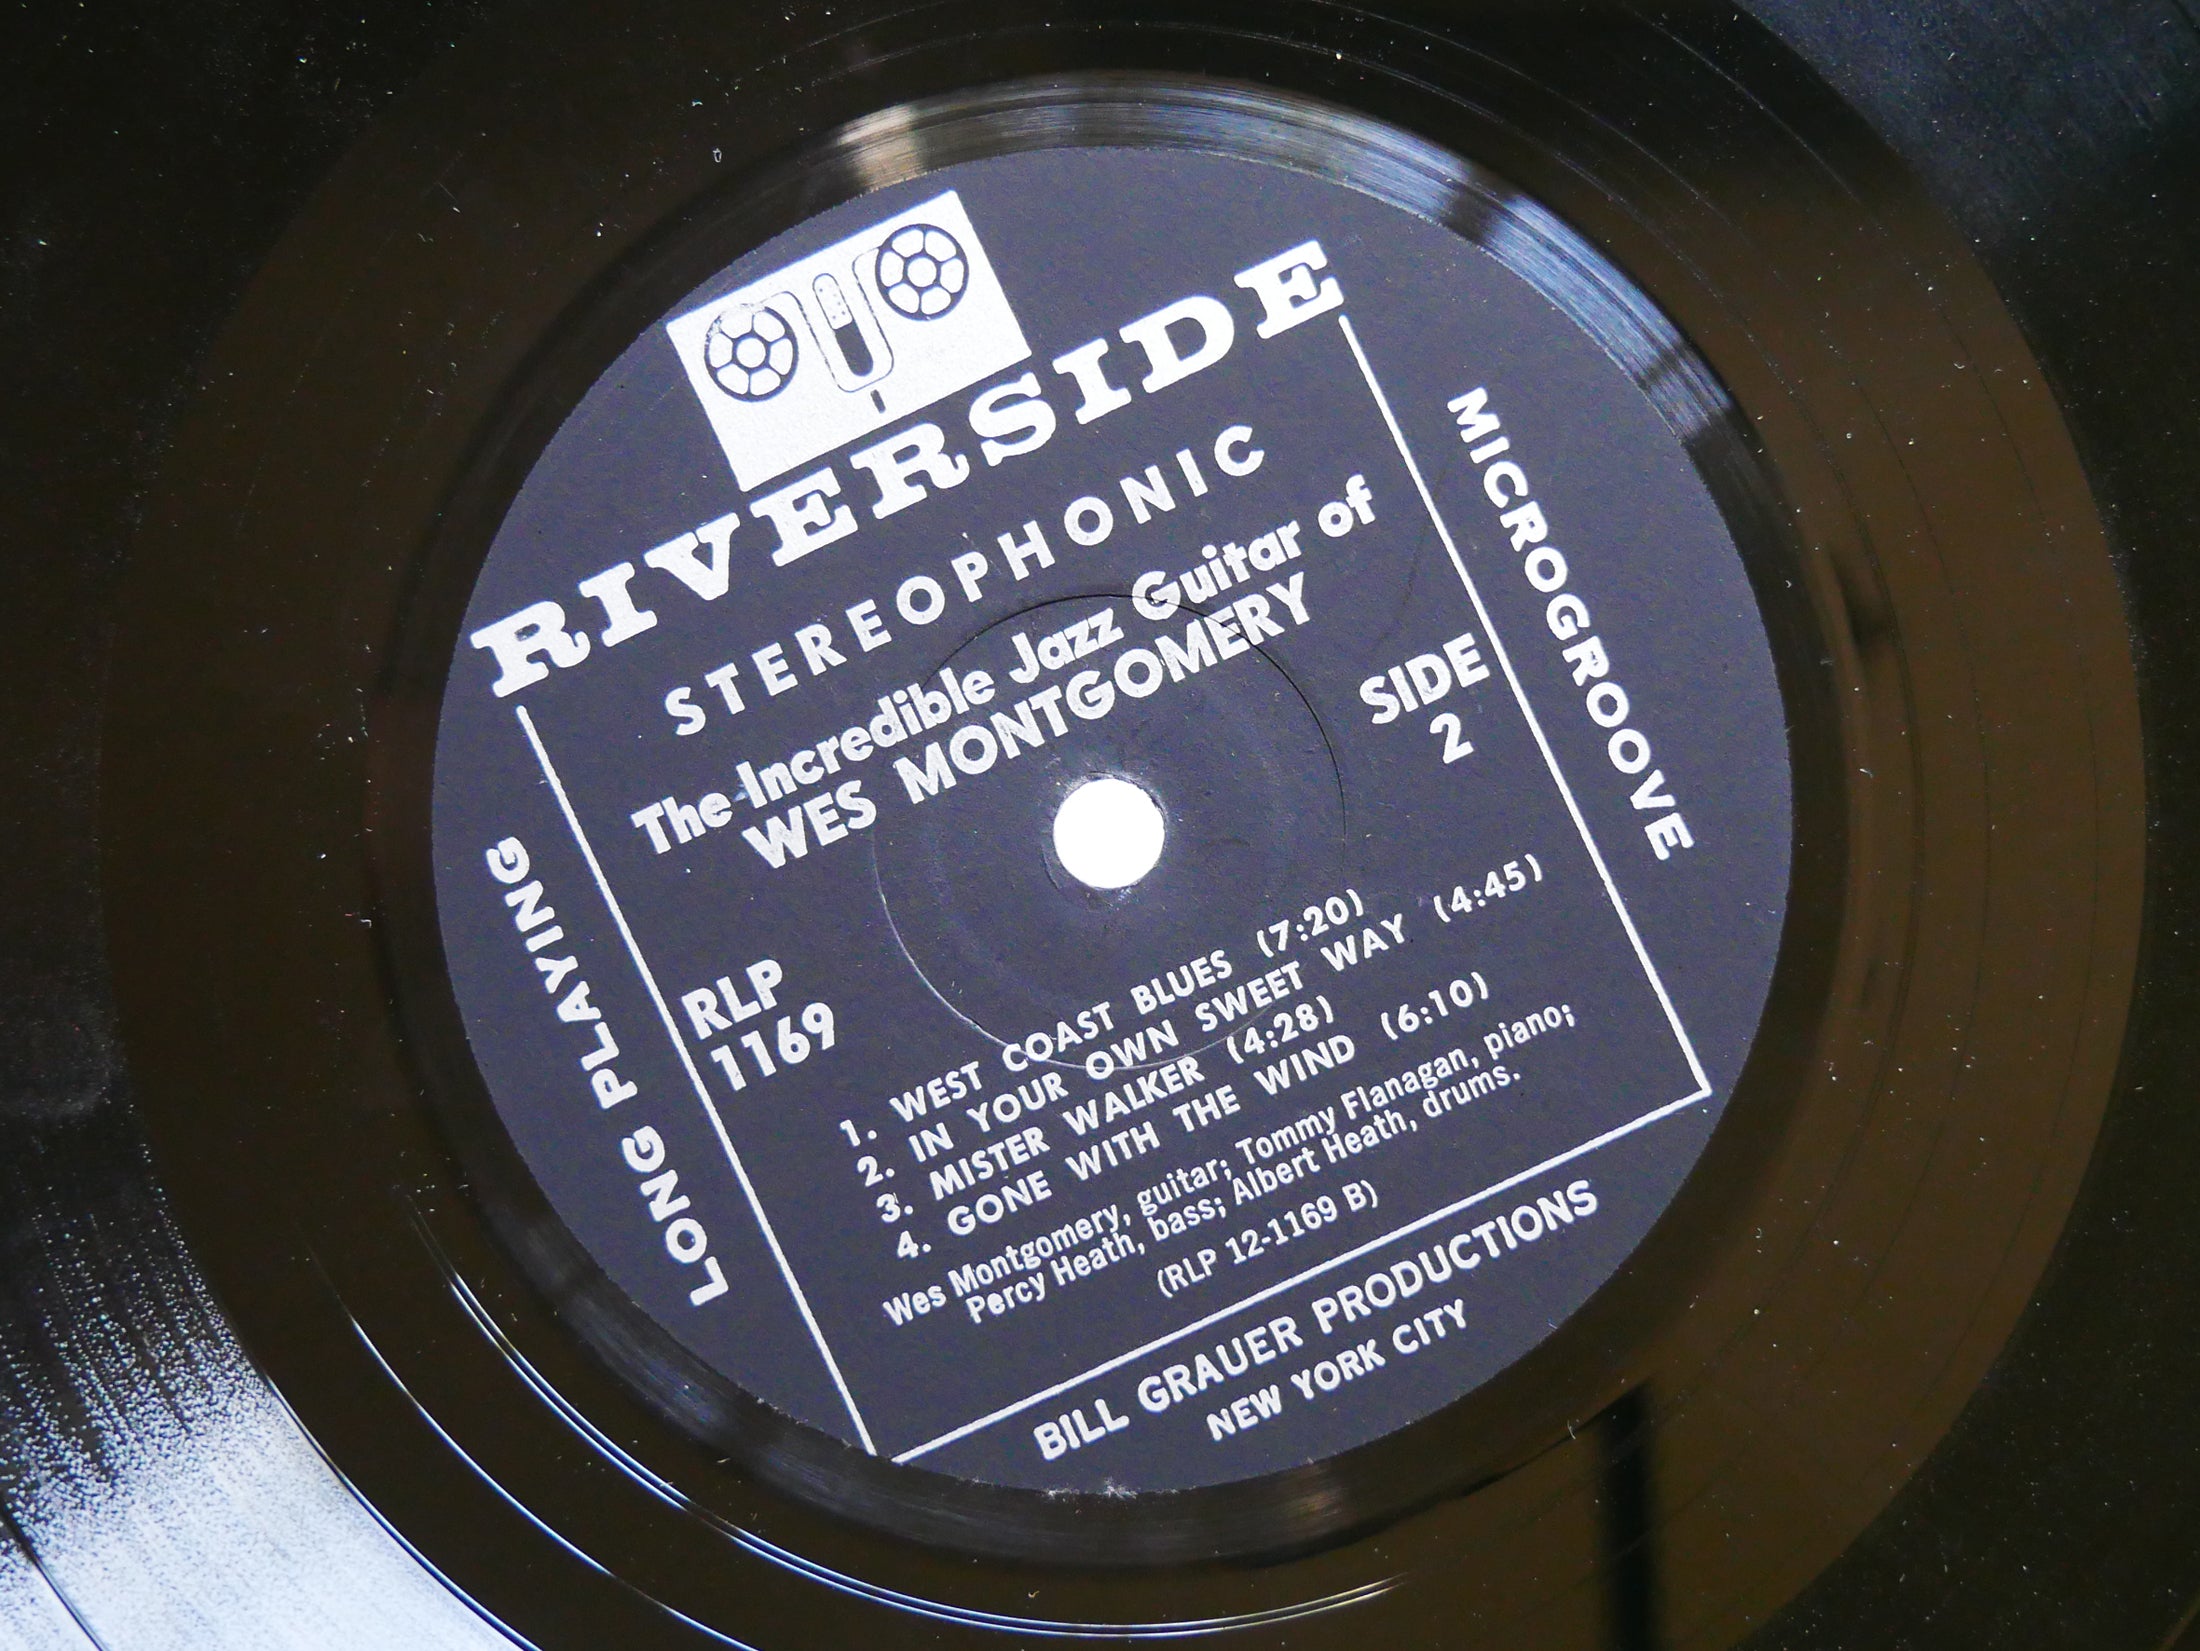 RIVERSIDE
STEREOPHONIC
The Incredible Jazz Guitar of
WES MONTGOMERY
SIDE
2
MICROGROOVE
LONG PLAYING
RLP
1169
1. WEST COAST BLUES (7:20)
2. IN YOUR OWN SWEET WAY (4:45)
3. MISTER WALKER (4:28)
4. GONE WITH THE WIND (6:10)
Wes Montgomery, guitar; Tommy Flanagan, piano;
Percy Heath, bass; Albert Heath, drums.
(RLP 12-1169 B)
BILL GRAUER PRODUCTIONS
NEW YORK CITY